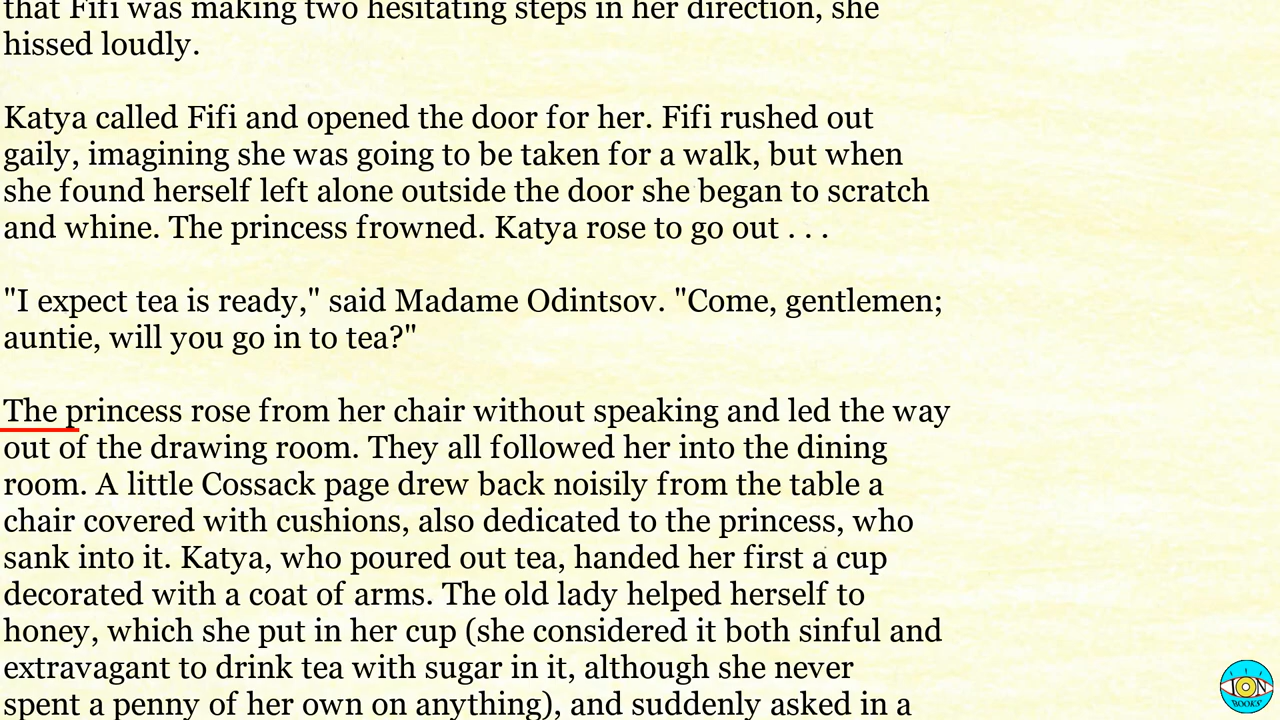 that Fifi was making two hesitating steps in her direction, she
hissed loudly.
Katya called Fifi and opened the door for her. Fifi rushed out
gaily, imagining she was going to be taken for a walk, but when
she found herself left alone outside the door she began to scratch
and whine. The princess frowned. Katya rose to go out . . .
"I expect tea is ready," said Madame Odintsov. "Come, gentlemen;
auntie, will you go in to tea?"
The princess rose from her chair without speaking and led the way
out of the drawing room. They all followed her into the dining
room. A little Cossack page drew back noisily from the table a
chair covered with cushions, also dedicated to the princess, who
sank into it. Katya, who poured out tea, handed her first a cup
decorated with a coat of arms. The old lady helped herself to
honey, which she put in her cup (she considered it both sinful and
extravagant to drink tea with sugar in it, although she never
spent a penny of her own on anything), and suddenly asked in a
ION
BOOKS